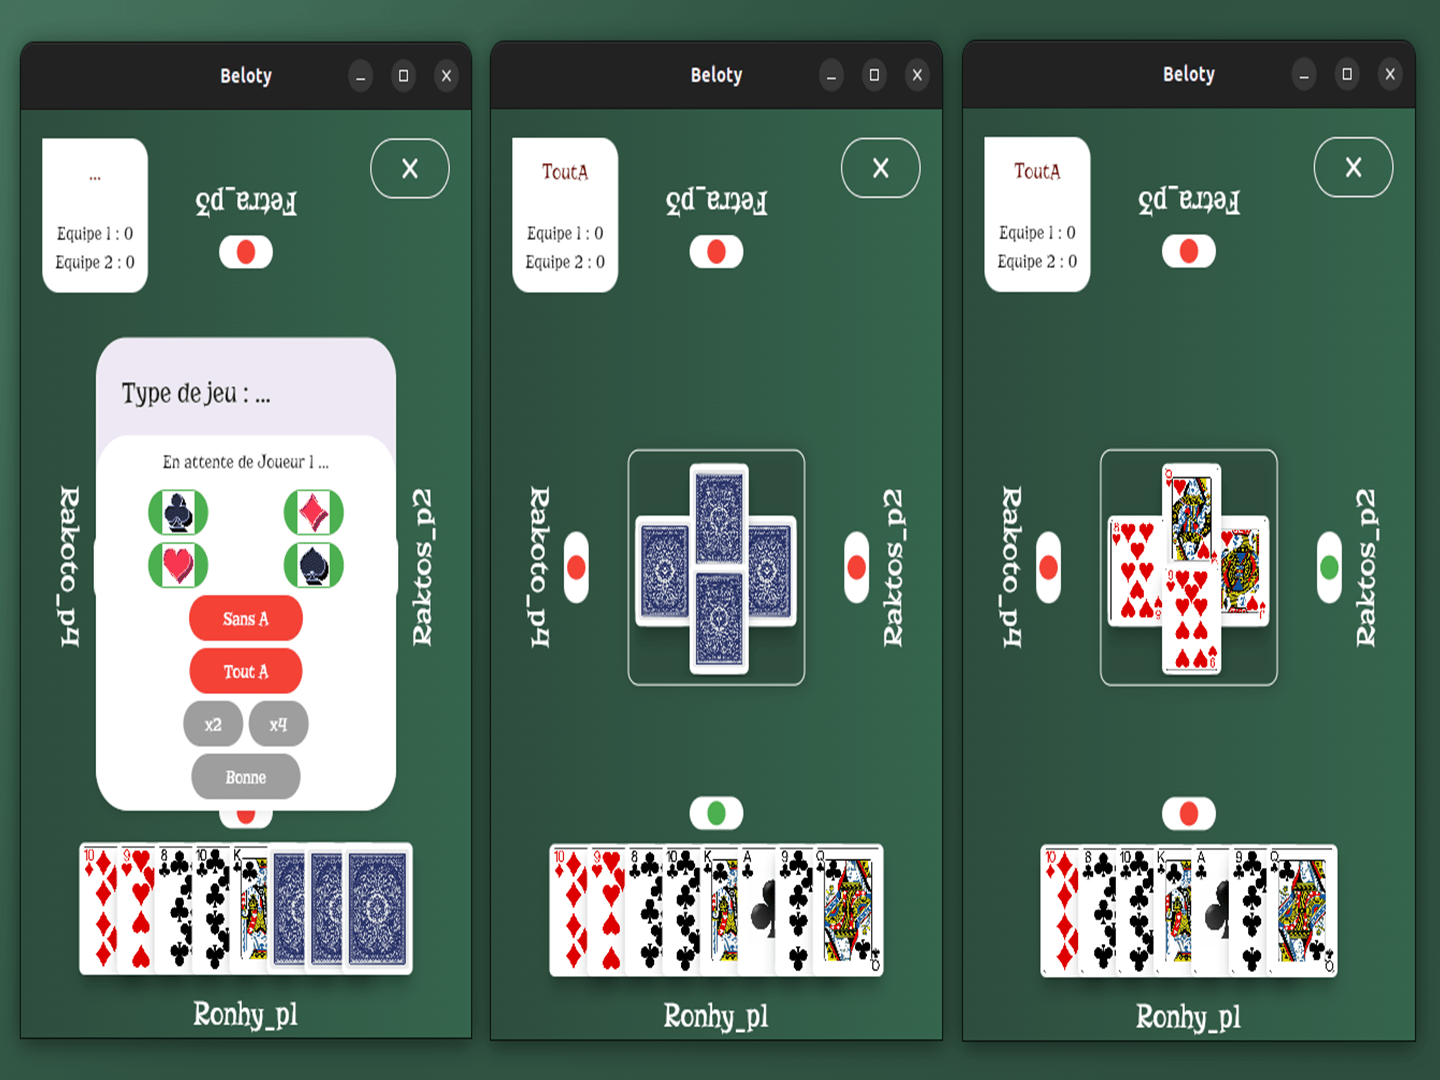 Beloty
...
Equipe 1 : 0
Equipe 2 : 0
X
Fetra_p3
Type de jeu : ...
En attente de Joueur 1 ...
Sans A
Tout A
x2
x4
Bonne
Rakoto_p4
Raktos_p2
10
9
8
10
K
Ronhy_p1
Beloty
ToutA
Equipe 1 : 0
Equipe 2 : 0
X
Fetra_p3
Rakoto_p4
Raktos_p2
10
9
8
10
K
A
9
Q
Q
Ronhy_p1
Beloty
ToutA
Equipe 1 : 0
Equipe 2 : 0
X
Fetra_p3
Q
8
8
J
9
9
Rakoto_p4
Raktos_p2
10
8
10
K
A
9
Q
Q
Ronhy_p1